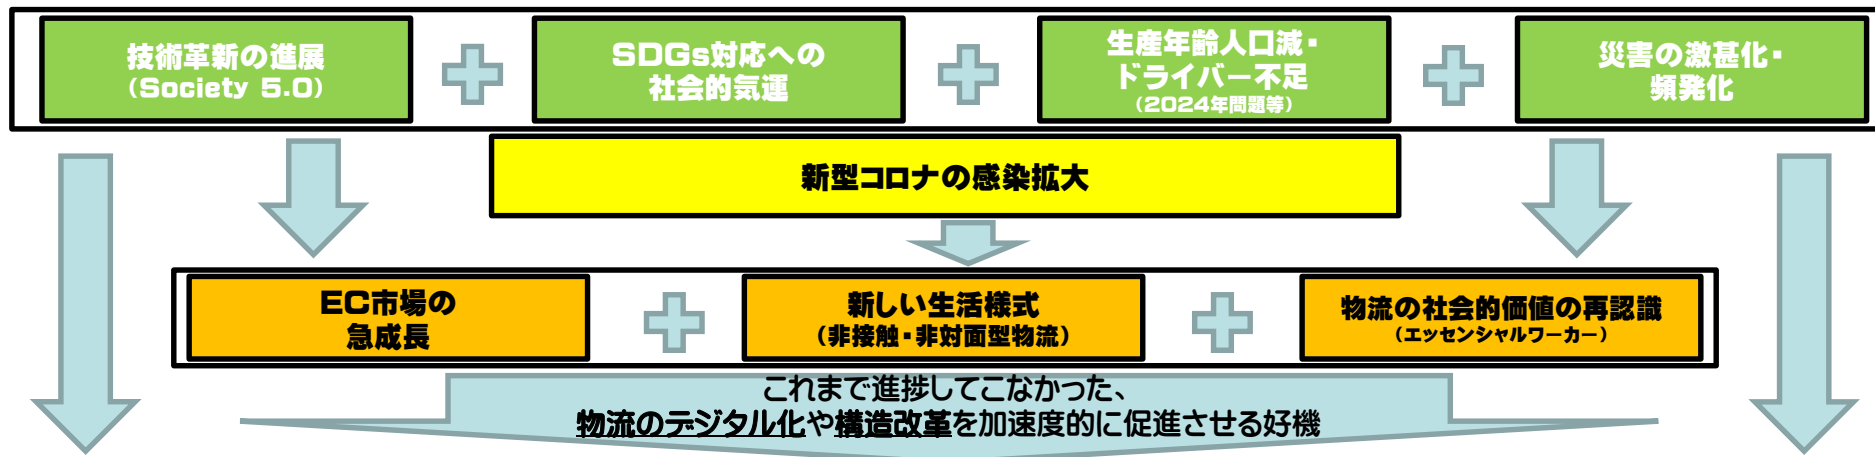 技術革新の進展
（Society 5.0）
SDGs対応への
社会的気運
生産年齢人口減・
ドライバー不足
（2024年問題等）
災害の激甚化・
頻発化
新型コロナの感染拡大
EC市場の
急成長
新しい生活様式
（非接触・非対面型物流）
物流の社会的価値の再認識
（エッセンシャルワーカー）
これまで進捗してこなかった、
物流のデジタル化や構造改革を加速度的に促進させる好機